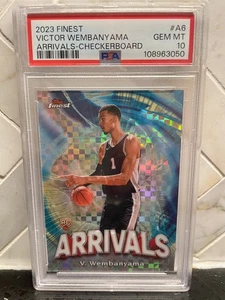 2023 FINEST #A6
VICTOR WEMBANYAMA GEM MT
ARRIVALS-CHECKERBOARD 10
PSA 108963050
finest
1
ARRIVALS
V. Wembanyama